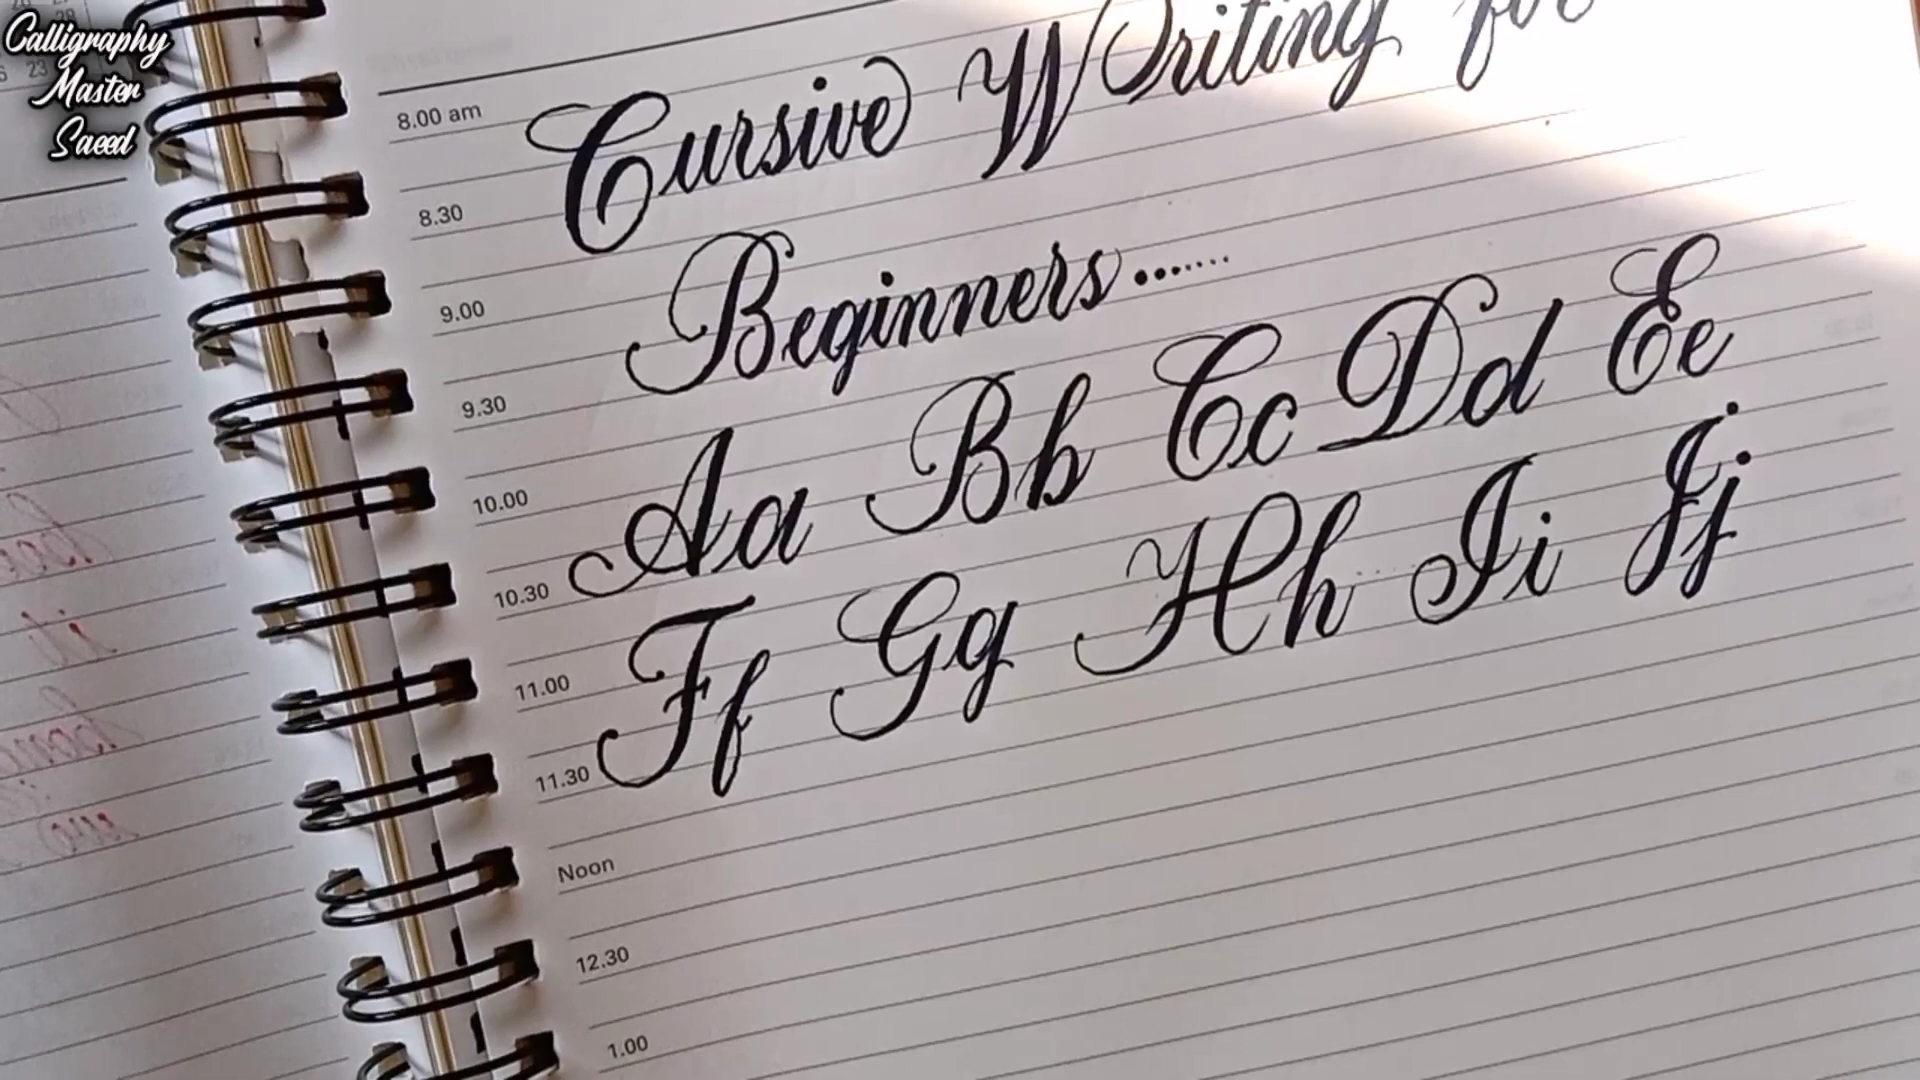 Calligraphy
Master
Saeed
23
8.00 am
Cursive Writing for
8.30
Beginners.......
9.00
9.30
Aa Bb Cc Dd Ee
10.00
10.30
Ff Gg Hh Ii Jj
11.00
11.30
Noon
12.30
1.00